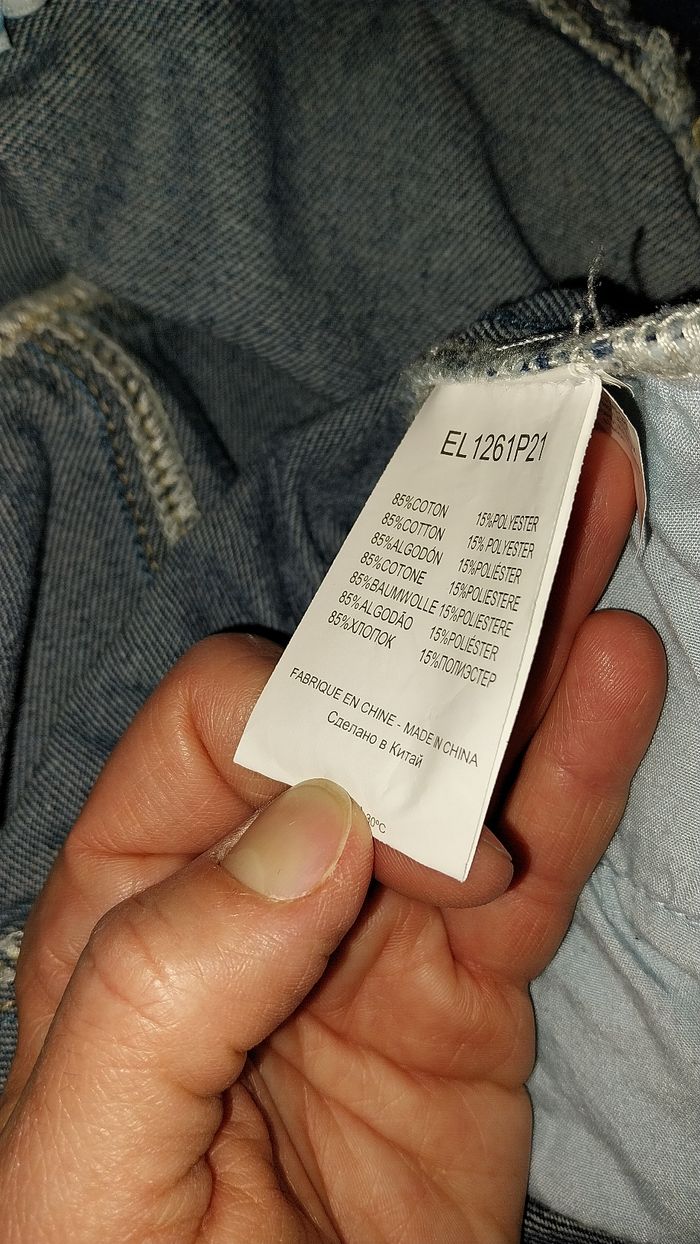 EL1261P21
85%COTON 15%POLYESTER
85%COTTON 15%POLYESTER
85%ALGODÓN 15%POLIÉSTER
85%COTONE 15%POLIESTERE
85%BAUMWOLLE 15%POLIESTERE
85%ALGODÃO 15%POLIÉSTER
85%ХЛОПОК 15%ПОЛИЭСТЕР
FABRIQUE EN CHINE - MADE IN CHINA
Сделано в Китай
30°C